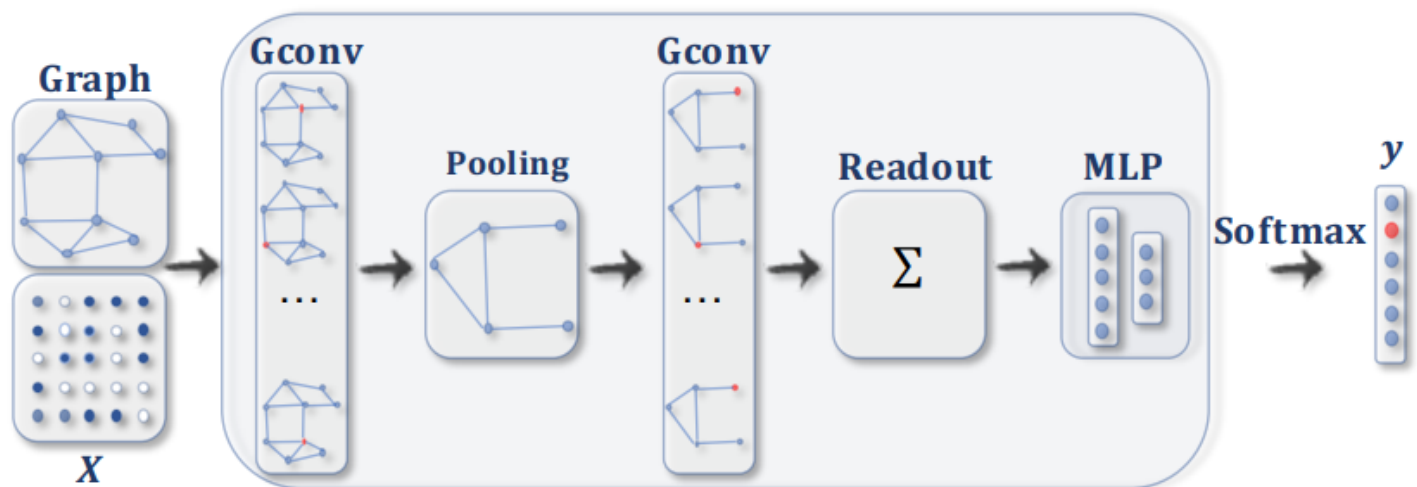 Graph
X
Gconv
...
Pooling
Gconv
...
Readout
Σ
MLP
Softmax
y